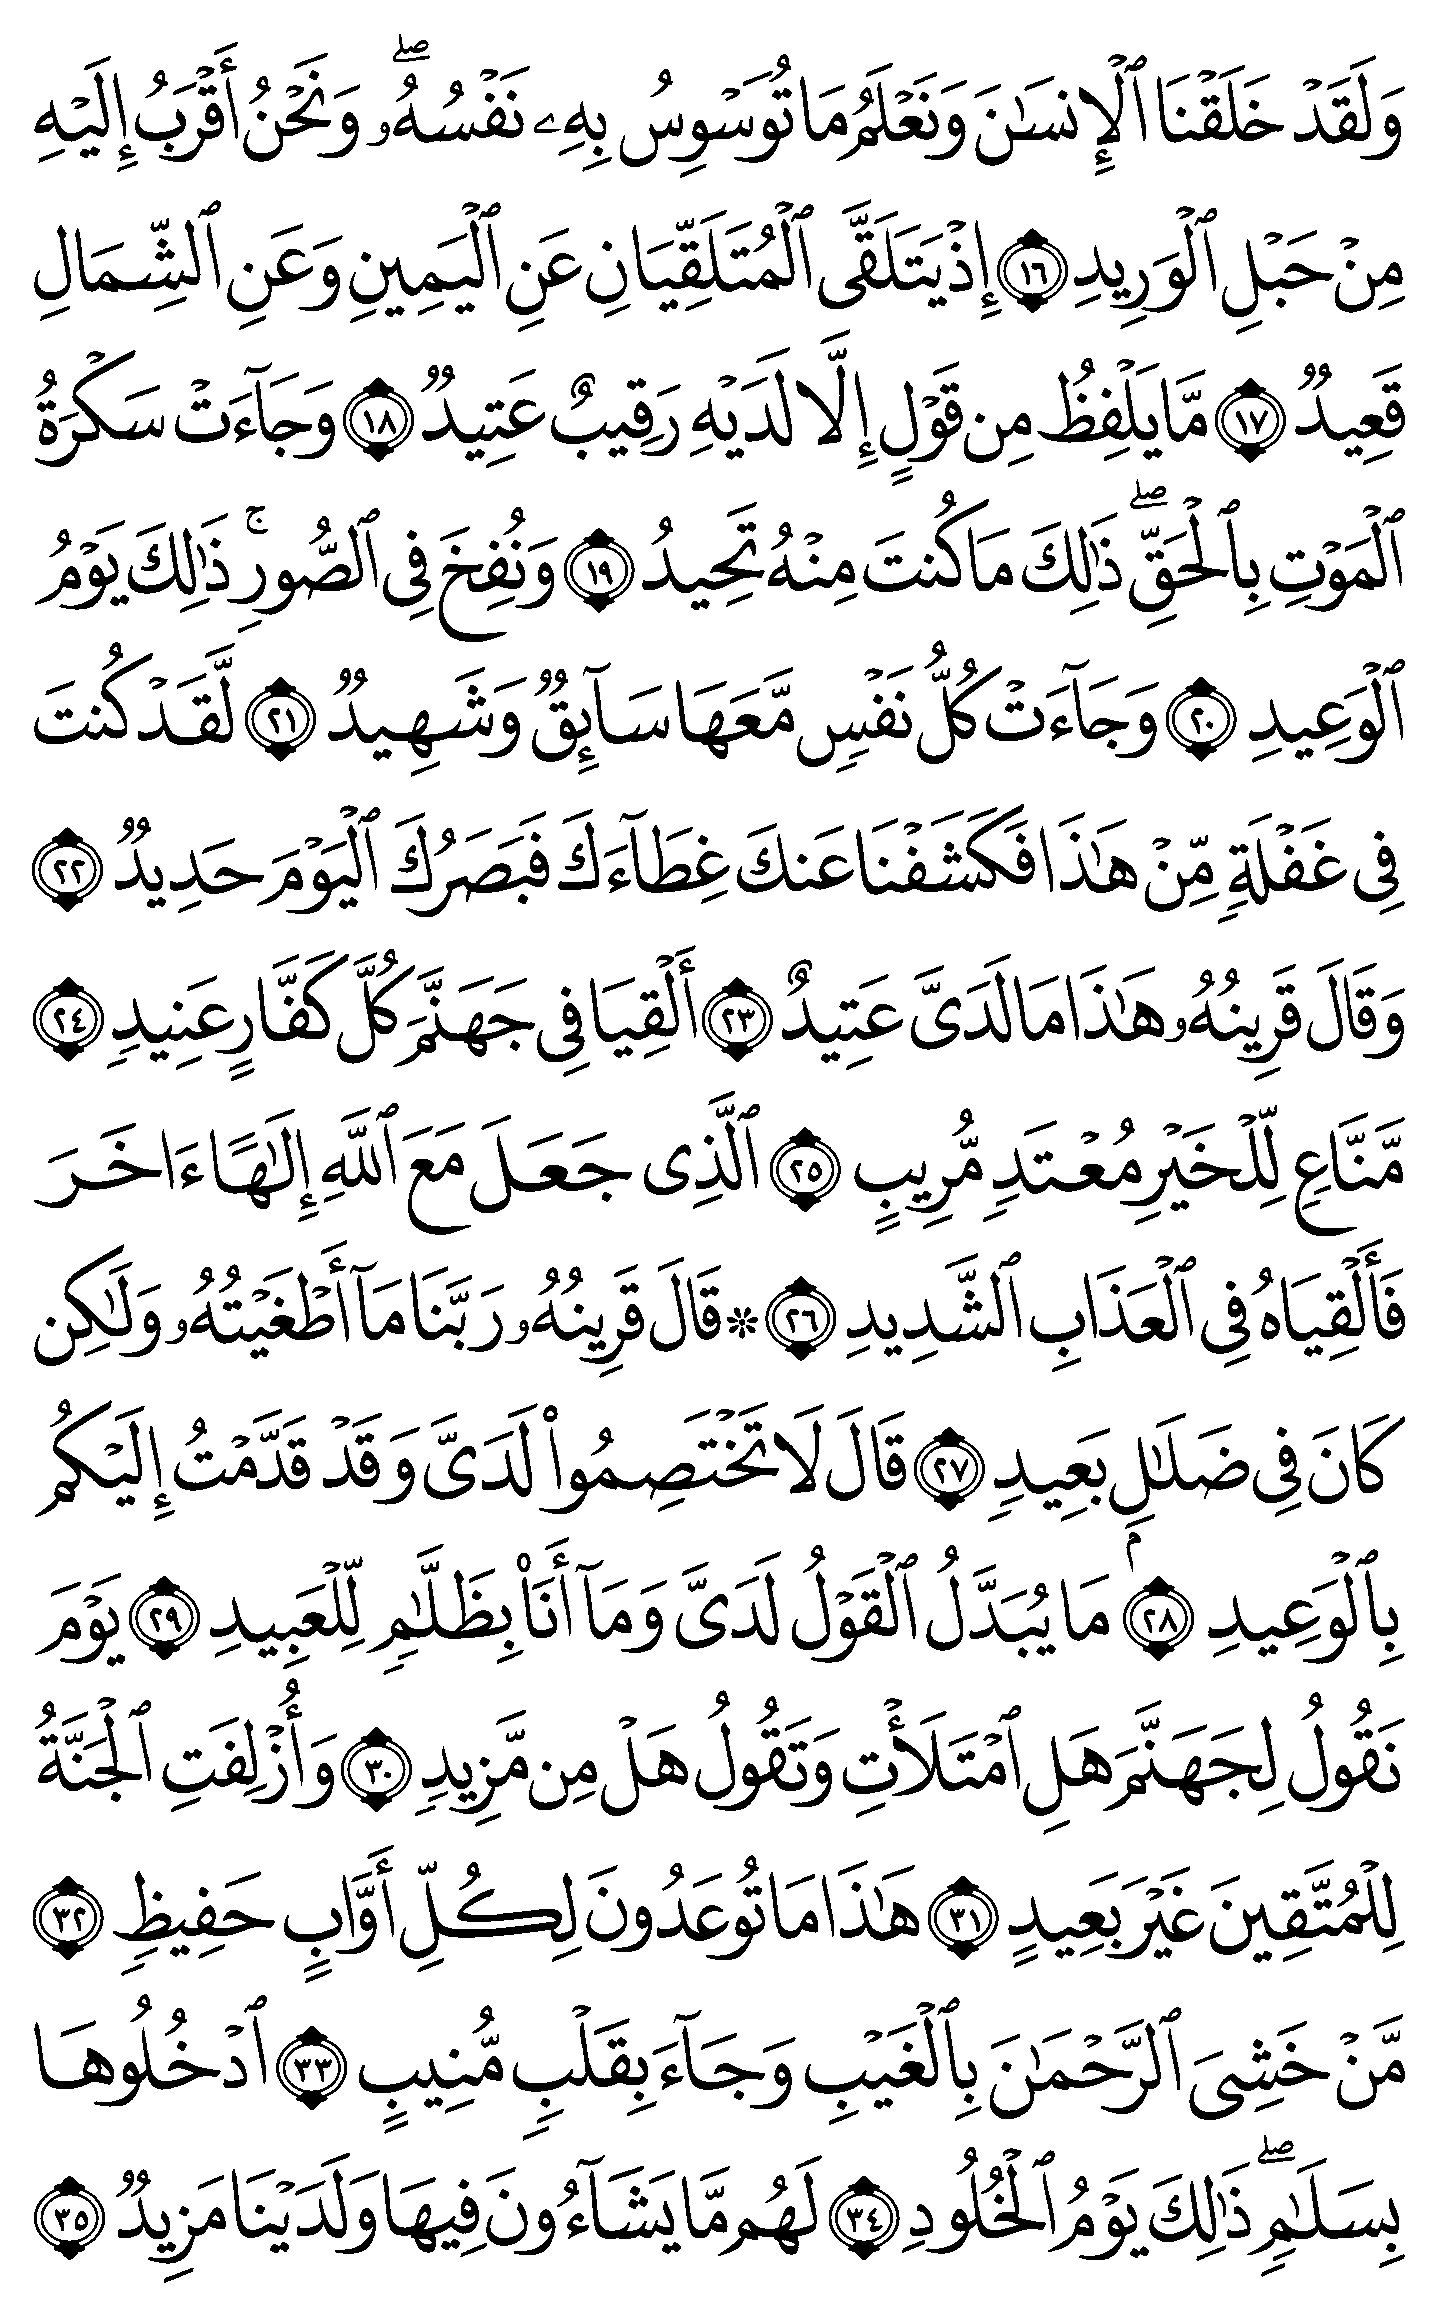 وَلَقَدْ خَلَقْنَا ٱلْإِنسَٰنَ وَنَعْلَمُ مَا تُوَسْوِسُ بِهِۦ نَفْسُهُۥ ۖ وَنَحْنُ أَقْرَبُ إِلَيْهِ
مِنْ حَبْلِ ٱلْوَرِيدِ ١٦ إِذْ يَتَلَقَّى ٱلْمُتَلَقِّيَانِ عَنِ ٱلْيَمِينِ وَعَنِ ٱلشِّمَالِ
قَعِيدٌ ١٧ مَّا يَلْفِظُ مِن قَوْلٍ إِلَّا لَدَيْهِ رَقِيبٌ عَتِيدٌ ١٨ وَجَآءَتْ سَكْرَةُ
ٱلْمَوْتِ بِٱلْحَقِّ ۖ ذَٰلِكَ مَا كُنتَ مِنْهُ تَحِيدُ ١٩ وَنُفِخَ فِى ٱلصُّورِ ۚ ذَٰلِكَ يَوْمُ
ٱلْوَعِيدِ ٢٠ وَجَآءَتْ كُلُّ نَفْسٍ مَّعَهَا سَآئِقٌ وَشَهِيدٌ ٢١ لَّقَدْ كُنتَ
فِى غَفْلَةٍ مِّنْ هَٰذَا فَكَشَفْنَا عَنكَ غِطَآءَكَ فَبَصَرُكَ ٱلْيَوْمَ حَدِيدٌ ٢٢
وَقَالَ قَرِينُهُۥ هَٰذَا مَا لَدَىَّ عَتِيدٌ ٢٣ أَلْقِيَا فِى جَهَنَّمَ كُلَّ كَفَّارٍ عَنِيدٍ ٢٤
مَّنَّاعٍ لِّلْخَيْرِ مُعْتَدٍ مُّرِيبٍ ٢٥ ٱلَّذِى جَعَلَ مَعَ ٱللَّهِ إِلَٰهًا ءَاخَرَ
فَأَلْقِيَاهُ فِى ٱلْعَذَابِ ٱلشَّدِيدِ ٢٦ ۞ قَالَ قَرِينُهُۥ رَبَّنَا مَآ أَطْغَيْتُهُۥ وَلَٰكِن
كَانَ فِى ضَلَٰلٍۭ بَعِيدٍ ٢٧ قَالَ لَا تَخْتَصِمُوا۟ لَدَىَّ وَقَدْ قَدَّمْتُ إِلَيْكُم
بِٱلْوَعِيدِ ٢٨ مَا يُبَدَّلُ ٱلْقَوْلُ لَدَىَّ وَمَآ أَنَا۠ بِظَلَّٰمٍ لِّلْعَبِيدِ ٢٩ يَوْمَ
نَقُولُ لِجَهَنَّمَ هَلِ ٱمْتَلَأْتِ وَتَقُولُ هَلْ مِن مَّزِيدٍ ٣٠ وَأُزْلِفَتِ ٱلْجَنَّةُ
لِلْمُتَّقِينَ غَيْرَ بَعِيدٍ ٣١ هَٰذَا مَا تُوعَدُونَ لِكُلِّ أَوَّابٍ حَفِيظٍ ٣٢
مَّنْ خَشِىَ ٱلرَّحْمَٰنَ بِٱلْغَيْبِ وَجَآءَ بِقَلْبٍ مُّنِيبٍ ٣٣ ٱدْخُلُوهَا
بِسَلَٰمٍ ۖ ذَٰلِكَ يَوْمُ ٱلْخُلُودِ ٣٤ لَهُم مَّا يَشَآءُونَ فِيهَا وَلَدَيْنَا مَزِيدٌ ٣٥